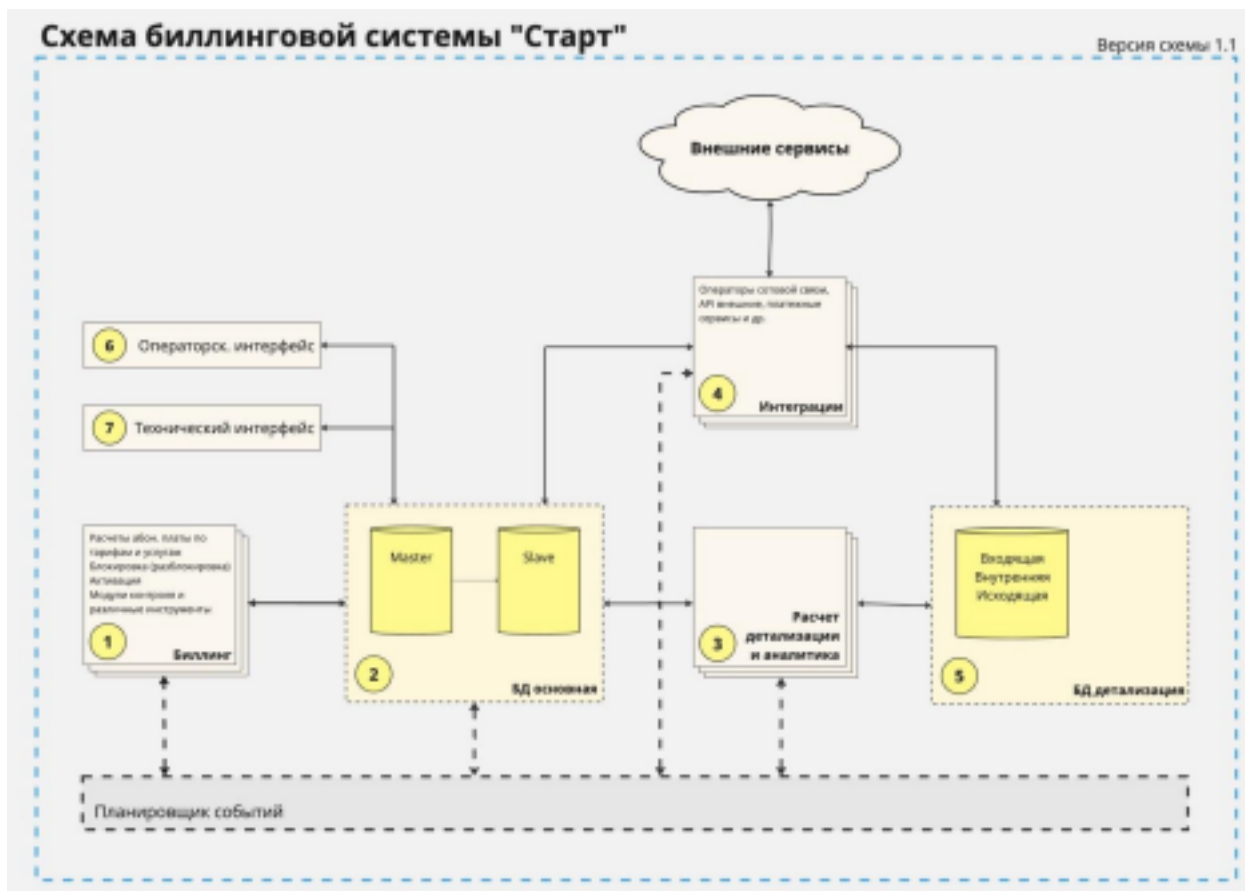 Схема биллинговой системы "Старт"
Версия схемы 1.1
Внешние сервисы
Операторы сотовой связи,
API внешние, платежные
сервисы и др.
4
Интеграции
6 Операторск. интерфейс
7 Технический интерфейс
Расчеты абон. платы по
тарифам и услугам
Блокировка (разблокировка)
Активация
Модули контроля и
различные инструменты
1
Биллинг
Master
Slave
2
БД основная
Расчет
детализации
и аналитика
3
Входящая
Внутренняя
Исходящая
5
БД детализация
Планировщик событий